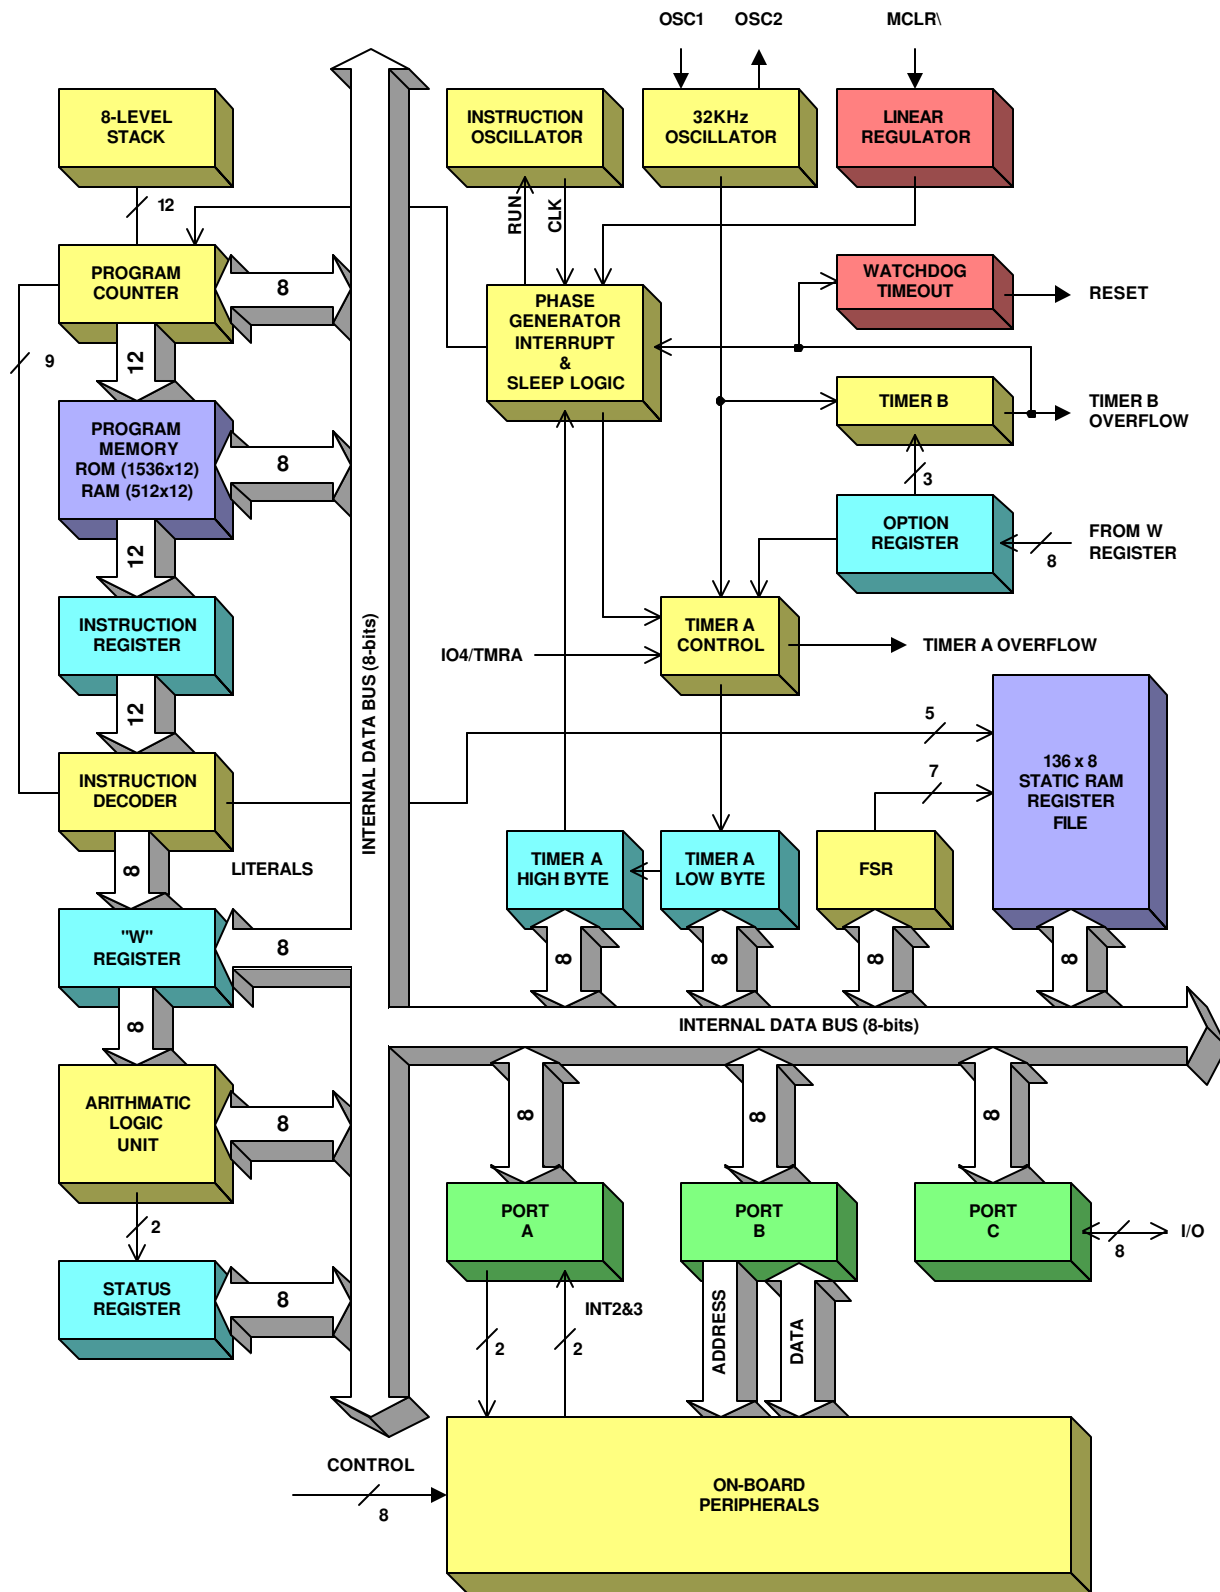 OSC1 OSC2 MCLR\
8-LEVEL
STACK
INSTRUCTION
OSCILLATOR
32KHz
OSCILLATOR
LINEAR
REGULATOR
12
RUN
CLK
PROGRAM
COUNTER
8
PHASE
GENERATOR
INTERRUPT
&
SLEEP LOGIC
WATCHDOG
TIMEOUT
RESET
9
12
TIMER B
TIMER B
OVERFLOW
PROGRAM
MEMORY
ROM (1536x12)
RAM (512x12)
8
3
OPTION
REGISTER
FROM W
REGISTER
8
12
INSTRUCTION
REGISTER
INTERNAL DATA BUS (8-bits)
IO4/TMRA
TIMER A
CONTROL
TIMER A OVERFLOW
12
5
INSTRUCTION
DECODER
7
136 x 8
STATIC RAM
REGISTER
FILE
8
LITERALS
TIMER A
HIGH BYTE
TIMER A
LOW BYTE
FSR
"W"
REGISTER
8
8
8
8
8
8
INTERNAL DATA BUS (8-bits)
ARITHMATIC
LOGIC
UNIT
8
8
8
8
2
PORT
A
PORT
B
PORT
C
8
I/O
STATUS
REGISTER
8
2
INT2&3
2
ADDRESS
DATA
CONTROL
8
ON-BOARD
PERIPHERALS